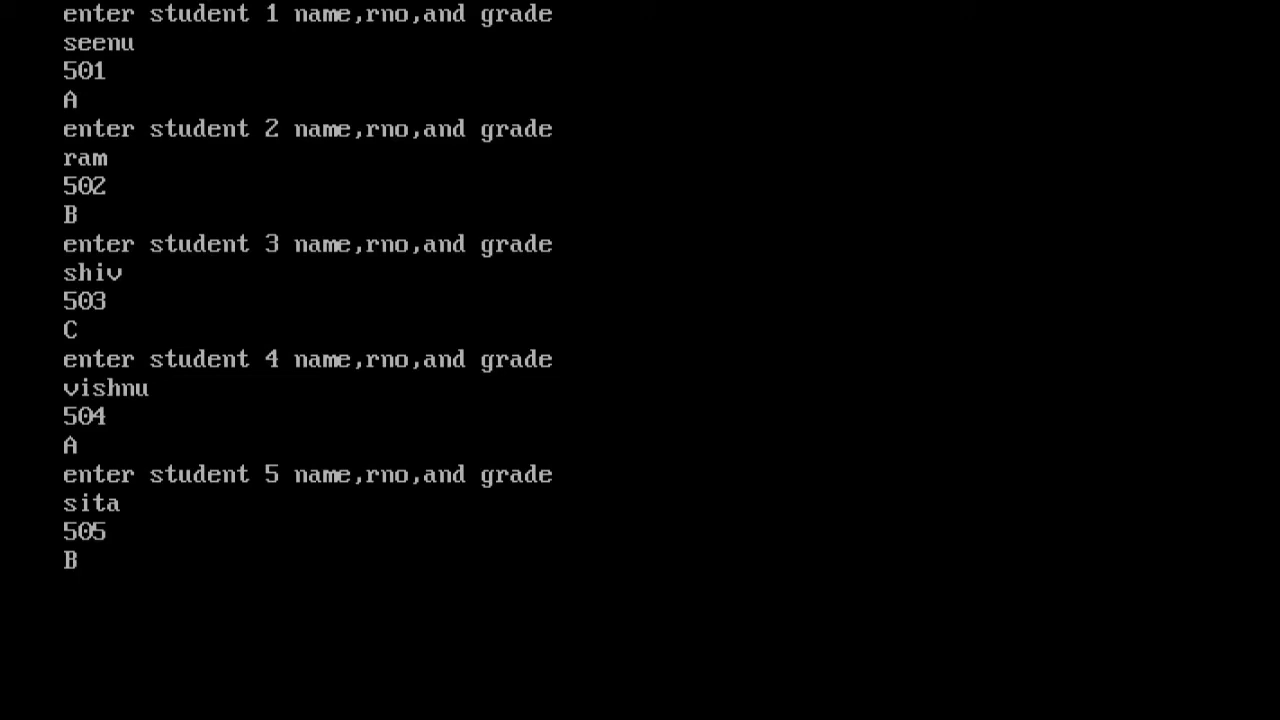 enter student 1 name,rno,and grade
seenu
501
A
enter student 2 name,rno,and grade
ram
502
B
enter student 3 name,rno,and grade
shiv
503
C
enter student 4 name,rno,and grade
vishnu
504
A
enter student 5 name,rno,and grade
sita
505
B